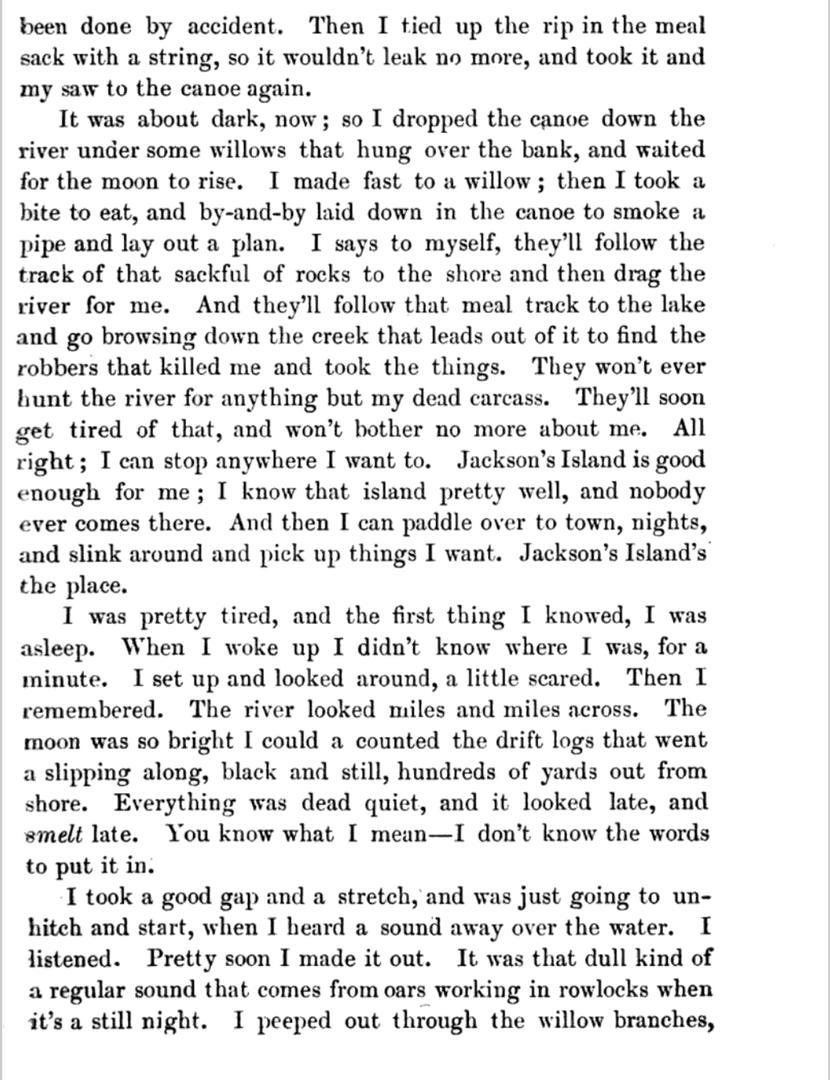 been done by accident. Then I tied up the rip in the meal
sack with a string, so it wouldn't leak no more, and took it and
my saw to the canoe again.
It was about dark, now; so I dropped the canoe down the
river under some willows that hung over the bank, and waited
for the moon to rise. I made fast to a willow; then I took a
bite to eat, and by-and-by laid down in the canoe to smoke a
pipe and lay out a plan. I says to myself, they'll follow the
track of that sackful of rocks to the shore and then drag the
river for me. And they'll follow that meal track to the lake
and go browsing down the creek that leads out of it to find the
robbers that killed me and took the things. They won't ever
hunt the river for anything but my dead carcass. They'll soon
get tired of that, and won't bother no more about me. All
right; I can stop anywhere I want to. Jackson's Island is good
enough for me; I know that island pretty well, and nobody
ever comes there. And then I can paddle over to town, nights,
and slink around and pick up things I want. Jackson's Island's
the place.
I was pretty tired, and the first thing I knowed, I was
asleep. When I woke up I didn't know where I was, for a
minute. I set up and looked around, a little scared. Then I
remembered. The river looked miles and miles across. The
moon was so bright I could a counted the drift logs that went
a slipping along, black and still, hundreds of yards out from
shore. Everything was dead quiet, and it looked late, and
smelt late. You know what I mean—I don't know the words
to put it in.
I took a good gap and a stretch, and was just going to un-
hitch and start, when I heard a sound away over the water. I
listened. Pretty soon I made it out. It was that dull kind of
a regular sound that comes from oars working in rowlocks when
it's a still night. I peeped out through the willow branches,